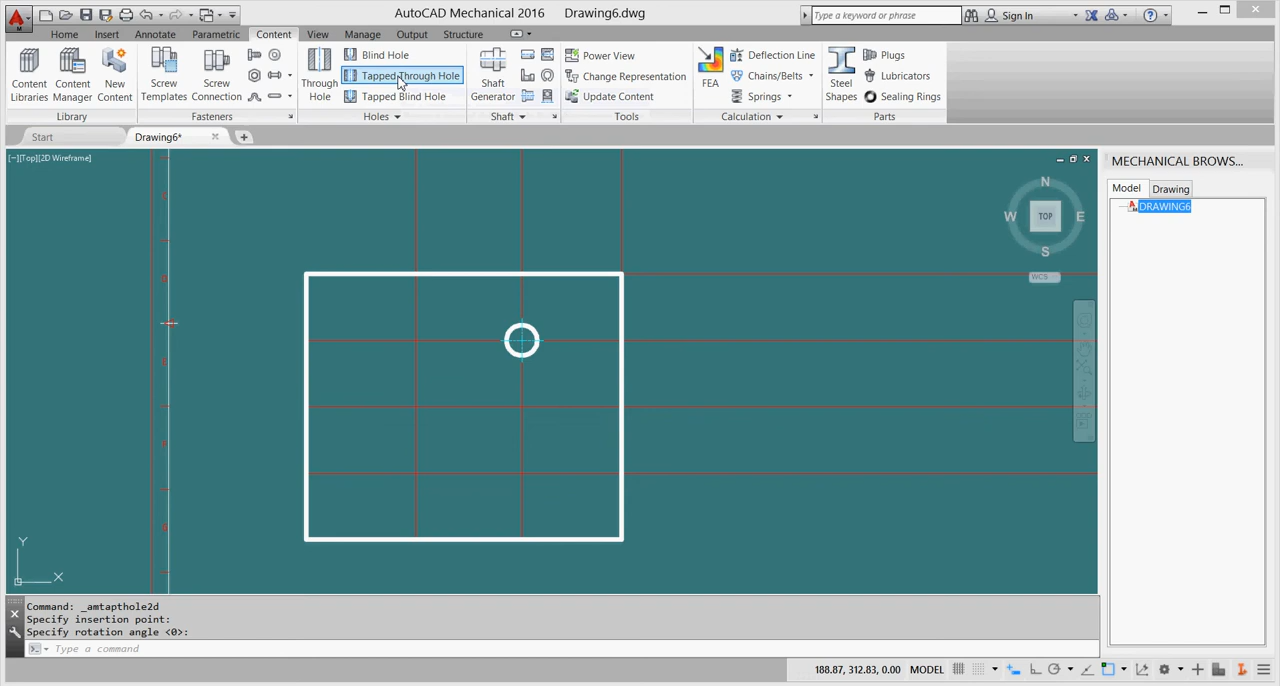 AutoCAD Mechanical 2016 Drawing6.dwg
Type a keyword or phrase
Sign In
Home Insert Annotate Parametric Content View Manage Output Structure
Content Libraries
Content Manager
New Content
Library
Screw Templates
Screw Connection
Fasteners
Through Hole
Blind Hole
Tapped Through Hole
Tapped Blind Hole
Holes
Shaft Generator
Shaft
Power View
Change Representation
Update Content
Tools
FEA
Deflection Line
Chains/Belts
Springs
Calculation
Steel Shapes
Plugs
Lubricators
Sealing Rings
Parts
Start Drawing6*
[−][Top][2D Wireframe]
N
W TOP E
S
WCS
MECHANICAL BROWS...
Model Drawing
DRAWING6
Y
X
Command: _amtapthole2d
Specify insertion point:
Specify rotation angle <0>:
Type a command
188.87, 312.83, 0.00 MODEL